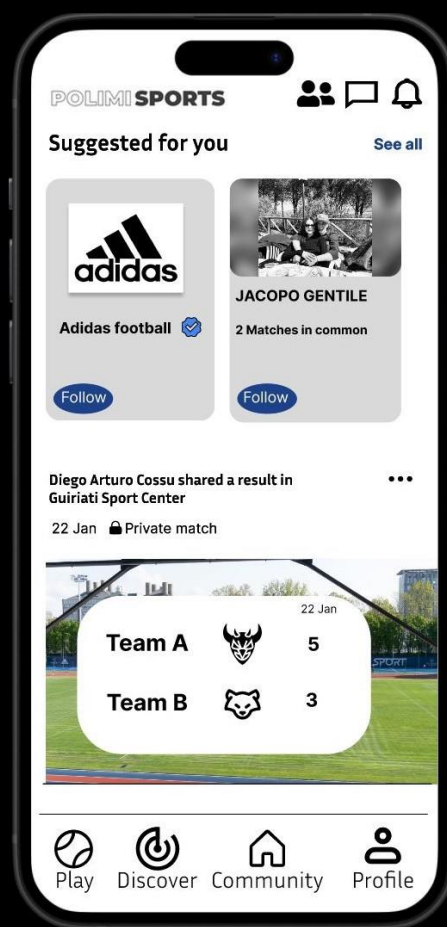 POLIMI SPORTS
Suggested for you
See all
adidas
Adidas football
Follow
JACOPO GENTILE
2 Matches in common
Follow
Diego Arturo Cossu shared a result in
Guiriati Sport Center
22 Jan Private match
22 Jan
Team A 5
Team B 3
SPORT
Play Discover Community Profile